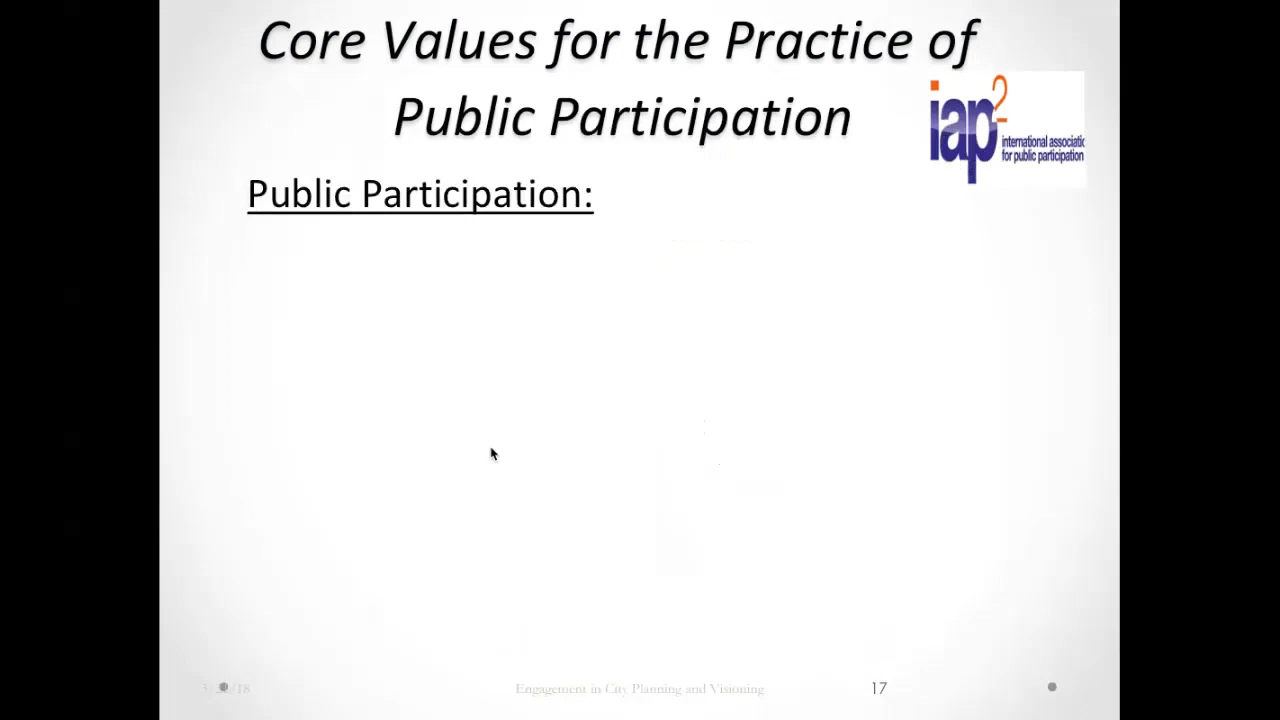 Core Values for the Practice of
Public Participation
iap2
international associatic
for public participation
Public Participation:
Engagement in City Planning and Visioning
17